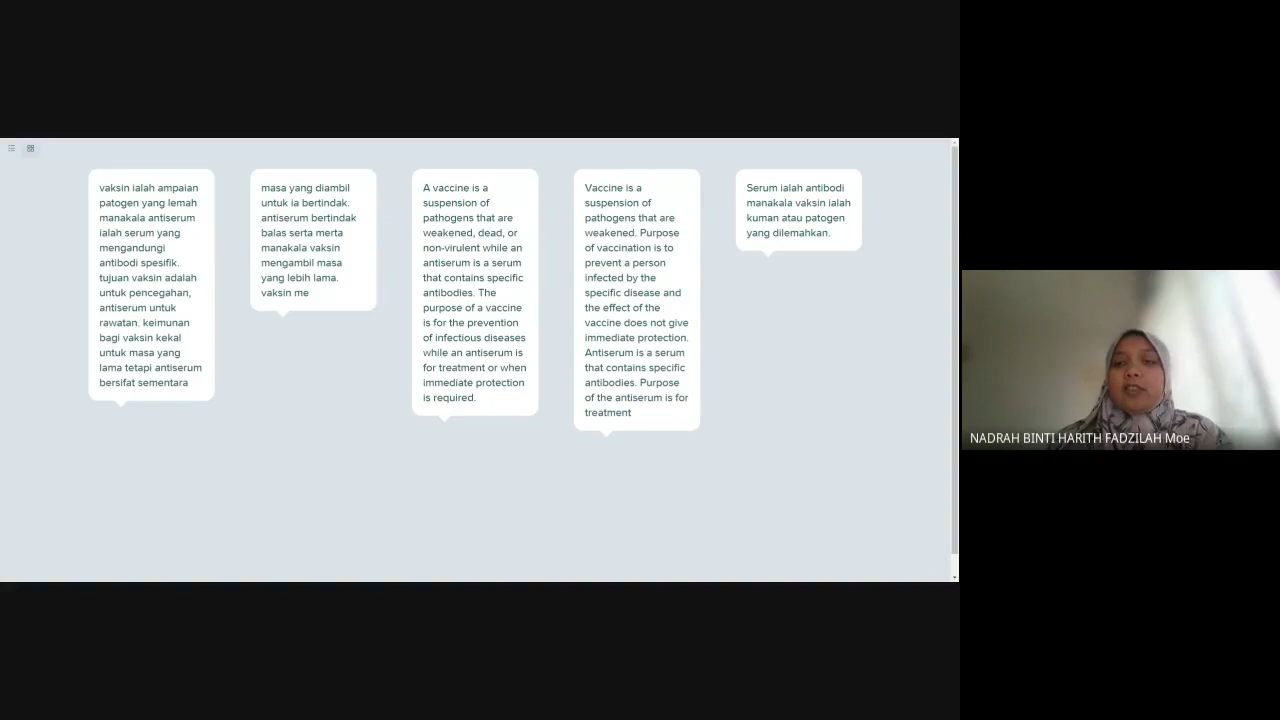 vaksin ialah ampaian
patogen yang lemah
manakala antiserum
ialah serum yang
mengandungi
antibodi spesifik.
tujuan vaksin adalah
untuk pencegahan,
antiserum untuk
rawatan. keimunan
bagi vaksin kekal
untuk masa yang
lama tetapi antiserum
bersifat sementara
masa yang diambil
untuk ia bertindak.
antiserum bertindak
balas serta merta
manakala vaksin
mengambil masa
yang lebih lama.
vaksin me
A vaccine is a
suspension of
pathogens that are
weakened, dead, or
non-virulent while an
antiserum is a serum
that contains specific
antibodies. The
purpose of a vaccine
is for the prevention
of infectious diseases
while an antiserum is
for treatment or when
immediate protection
is required.
Vaccine is a
suspension of
pathogens that are
weakened. Purpose
of vaccination is to
prevent a person
infected by the
specific disease and
the effect of the
vaccine does not give
immediate protection.
Antiserum is a serum
that contains specific
antibodies. Purpose
of the antiserum is for
treatment
Serum ialah antibodi
manakala vaksin ialah
kuman atau patogen
yang dilemahkan.
NADRAH BINTI HARITH FADZILAH Moe